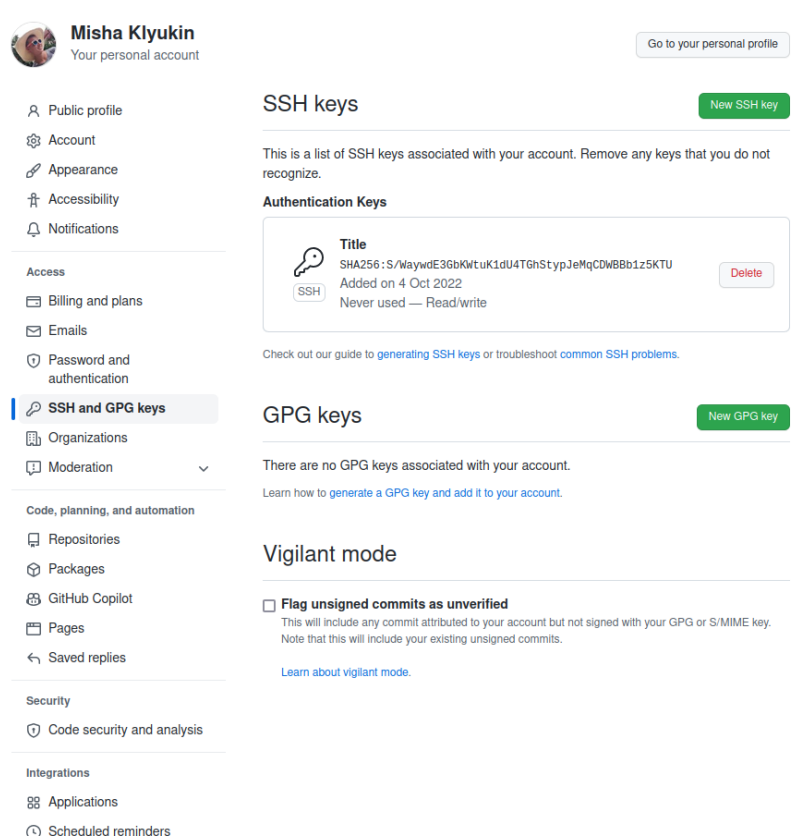 Misha Klyukin
Your personal account
Go to your personal profile
Public profile
Account
Appearance
Accessibility
Notifications
Access
Billing and plans
Emails
Password and
authentication
SSH and GPG keys
Organizations
Moderation
Code, planning, and automation
Repositories
Packages
GitHub Copilot
Pages
Saved replies
Security
Code security and analysis
Integrations
Applications
Scheduled reminders
SSH keys
New SSH key
This is a list of SSH keys associated with your account. Remove any keys that you do not
recognize.
Authentication Keys
Title
SHA256:S/WaywdE3GbKWtuK1dU4TGhStypJeMqCDWBBb1z5KTU
Added on 4 Oct 2022
Never used — Read/write
SSH
Delete
Check out our guide to generating SSH keys or troubleshoot common SSH problems.
GPG keys
New GPG key
There are no GPG keys associated with your account.
Learn how to generate a GPG key and add it to your account.
Vigilant mode
Flag unsigned commits as unverified
This will include any commit attributed to your account but not signed with your GPG or S/MIME key.
Note that this will include your existing unsigned commits.
Learn about vigilant mode.